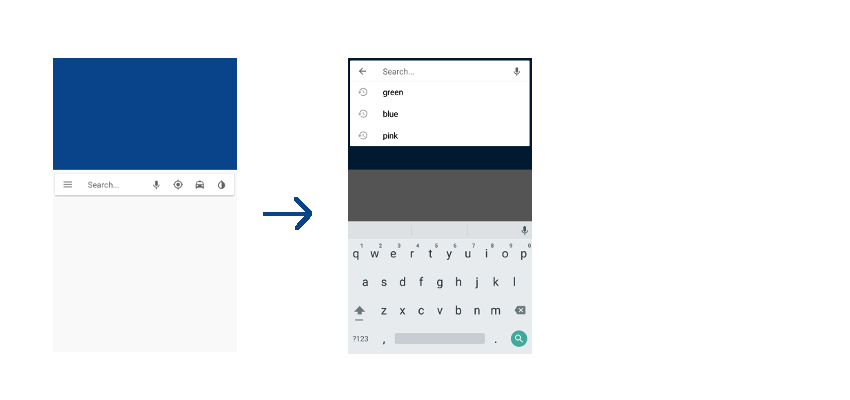 Search...
Search...
green
blue
pink
1 2 3 4 5 6 7 8 9 0
q w e r t y u i o p
a s d f g h j k l
z x c v b n m
?123 , .